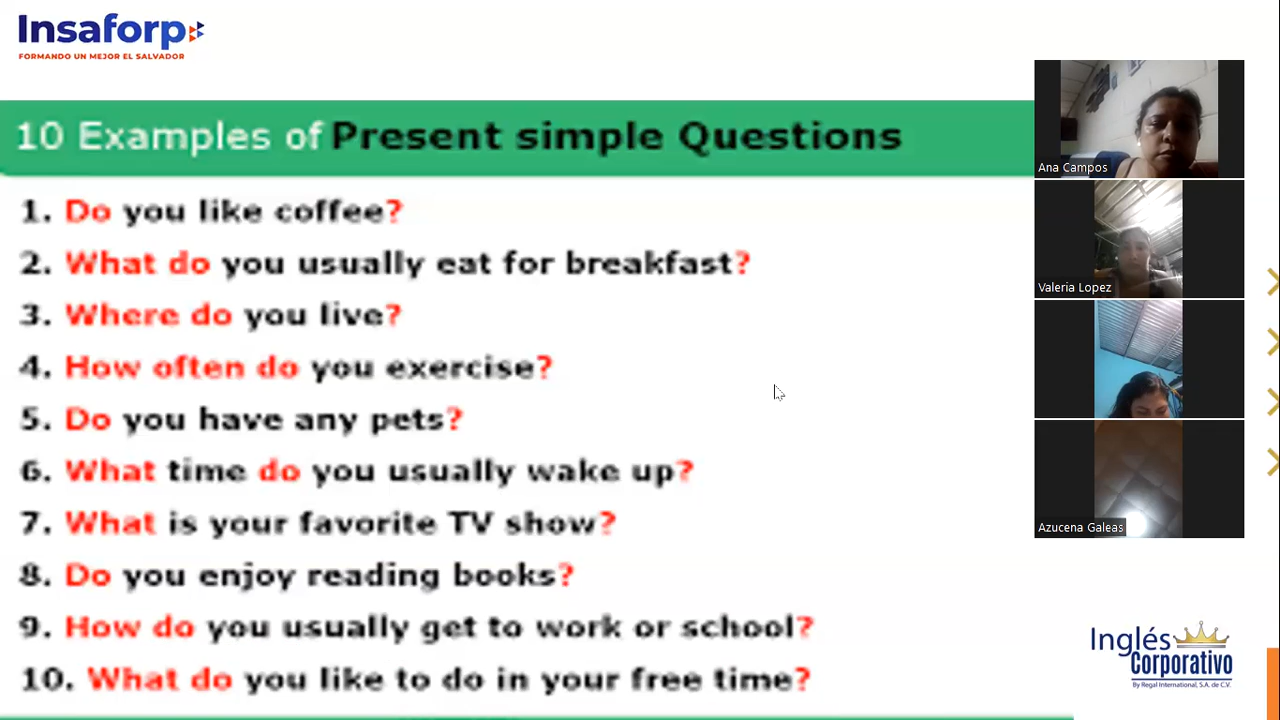 Insaforp
FORMANDO UN MEJOR EL SALVADOR
10 Examples of Present simple Questions
1. Do you like coffee?
2. What do you usually eat for breakfast?
3. Where do you live?
4. How often do you exercise?
5. Do you have any pets?
6. What time do you usually wake up?
7. What is your favorite TV show?
8. Do you enjoy reading books?
9. How do you usually get to work or school?
10. What do you like to do in your free time?
Ana Campos
Valeria Lopez
Azucena Galeas
Inglés
Corporativo
By Regal International, S.A. de C.V.